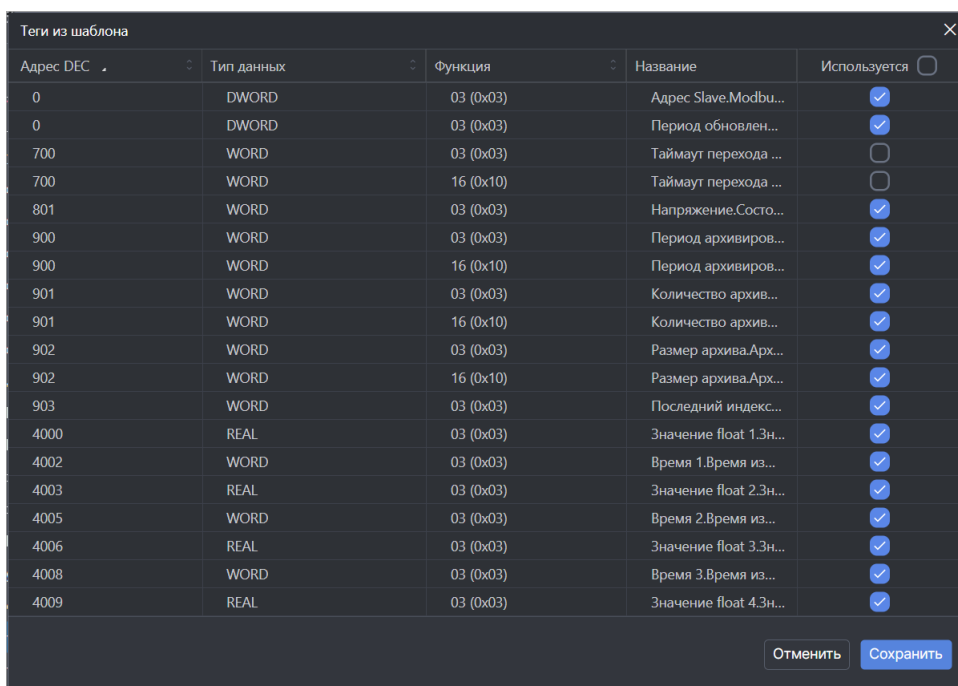 Теги из шаблона
Адрес DEC Тип данных Функция Название Используется
0 DWORD 03 (0x03) Адрес Slave.Modbu...
0 DWORD 03 (0x03) Период обновлен...
700 WORD 03 (0x03) Таймаут перехода ...
700 WORD 16 (0x10) Таймаут перехода ...
801 WORD 03 (0x03) Напряжение.Состо...
900 WORD 03 (0x03) Период архивиров...
900 WORD 16 (0x10) Период архивиров...
901 WORD 03 (0x03) Количество архив...
901 WORD 16 (0x10) Количество архив...
902 WORD 03 (0x03) Размер архива.Арх...
902 WORD 16 (0x10) Размер архива.Арх...
903 WORD 03 (0x03) Последний индекс...
4000 REAL 03 (0x03) Значение float 1.Зн...
4002 WORD 03 (0x03) Время 1.Время из...
4003 REAL 03 (0x03) Значение float 2.Зн...
4005 WORD 03 (0x03) Время 2.Время из...
4006 REAL 03 (0x03) Значение float 3.Зн...
4008 WORD 03 (0x03) Время 3.Время из...
4009 REAL 03 (0x03) Значение float 4.Зн...
Отменить Сохранить